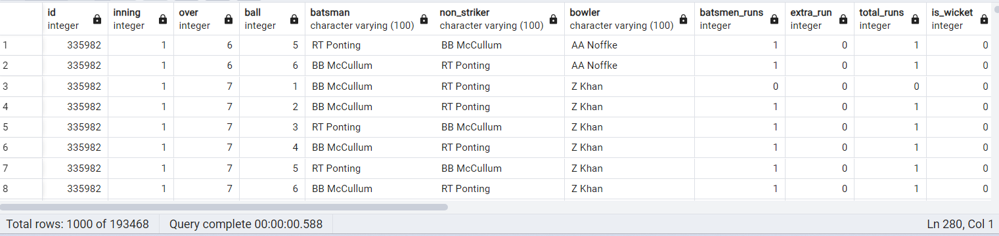 id inning over ball batsman non_striker bowler batsmen_runs extra_run total_runs is_wicket
integer integer integer integer character varying (100) character varying (100) character varying (100) integer integer integer integer
1 335982 1 6 5 RT Ponting BB McCullum AA Noffke 1 0 1 0
2 335982 1 6 6 BB McCullum RT Ponting AA Noffke 1 0 1 0
3 335982 1 7 1 BB McCullum RT Ponting Z Khan 0 0 0 0
4 335982 1 7 2 BB McCullum RT Ponting Z Khan 1 0 1 0
5 335982 1 7 3 RT Ponting BB McCullum Z Khan 1 0 1 0
6 335982 1 7 4 BB McCullum RT Ponting Z Khan 1 0 1 0
7 335982 1 7 5 RT Ponting BB McCullum Z Khan 1 0 1 0
8 335982 1 7 6 BB McCullum RT Ponting Z Khan 1 0 1 0
Total rows: 1000 of 193468 Query complete 00:00:00.588 Ln 280, Col 1